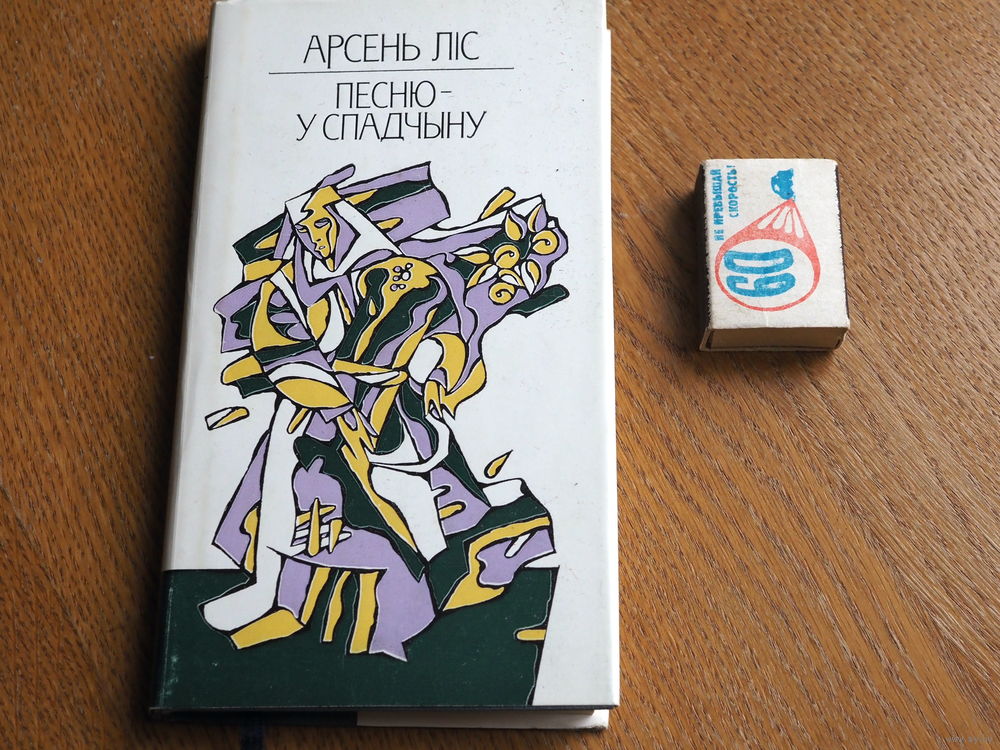 АРСЕНЬ ЛІС
ПЕСНЮ –
У СПАДЧЫНУ
НЕ ПРЕВЫШАЙ
СКОРОСТЬ!
60